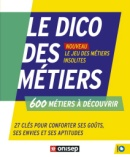 LE DICO
DES
NOUVEAU
LE JEU DES MÉTIERS
INSOLITES
MÉTIERS
600 MÉTIERS À DÉCOUVRIR
27 CLÉS POUR CONFORTER SES GOÛTS,
SES ENVIES ET SES APTITUDES
onisep